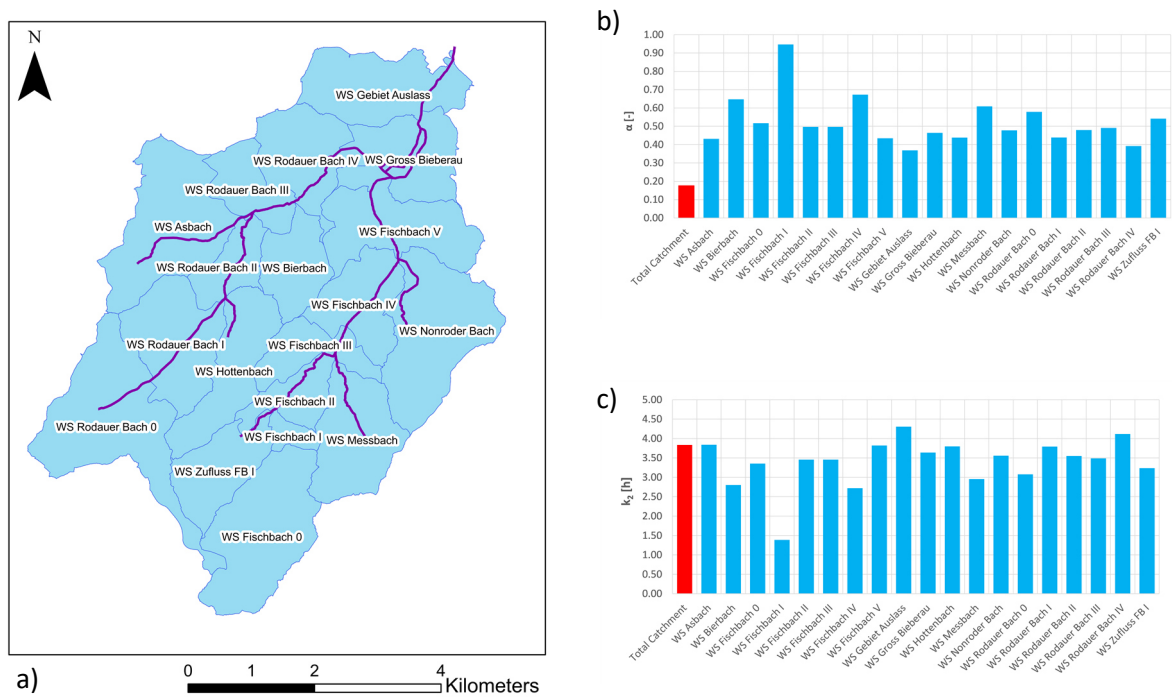 N
WS Gebiet Auslass
WS Rodauer Bach IV
WS Gross Bieberau
WS Rodauer Bach III
WS Asbach
WS Fischbach V
WS Rodauer Bach II
WS Bierbach
WS Fischbach IV
WS Nonroder Bach
WS Rodauer Bach I
WS Fischbach III
WS Hottenbach
WS Fischbach II
WS Rodauer Bach 0
WS Fischbach I
WS Messbach
WS Zufluss FB I
WS Fischbach 0
0 1 2 4
Kilometers
a)
b)
α [-]
1.00
0.90
0.80
0.70
0.60
0.50
0.40
0.30
0.20
0.10
0.00
Total Catchment
WS Asbach
WS Bierbach
WS Fischbach 0
WS Fischbach I
WS Fischbach II
WS Fischbach III
WS Fischbach IV
WS Fischbach V
WS Gebiet Auslass
WS Gross Bieberau
WS Hottenbach
WS Messbach
WS Nonroder Bach
WS Rodauer Bach 0
WS Rodauer Bach I
WS Rodauer Bach II
WS Rodauer Bach III
WS Rodauer Bach IV
WS Zufluss FB I
c)
k₂ [h]
5.00
4.50
4.00
3.50
3.00
2.50
2.00
1.50
1.00
0.50
0.00
Total Catchment
WS Asbach
WS Bierbach
WS Fischbach 0
WS Fischbach I
WS Fischbach II
WS Fischbach III
WS Fischbach IV
WS Fischbach V
WS Gebiet Auslass
WS Gross Bieberau
WS Hottenbach
WS Messbach
WS Nonroder Bach
WS Rodauer Bach 0
WS Rodauer Bach I
WS Rodauer Bach II
WS Rodauer Bach III
WS Rodauer Bach IV
WS Zufluss FB I